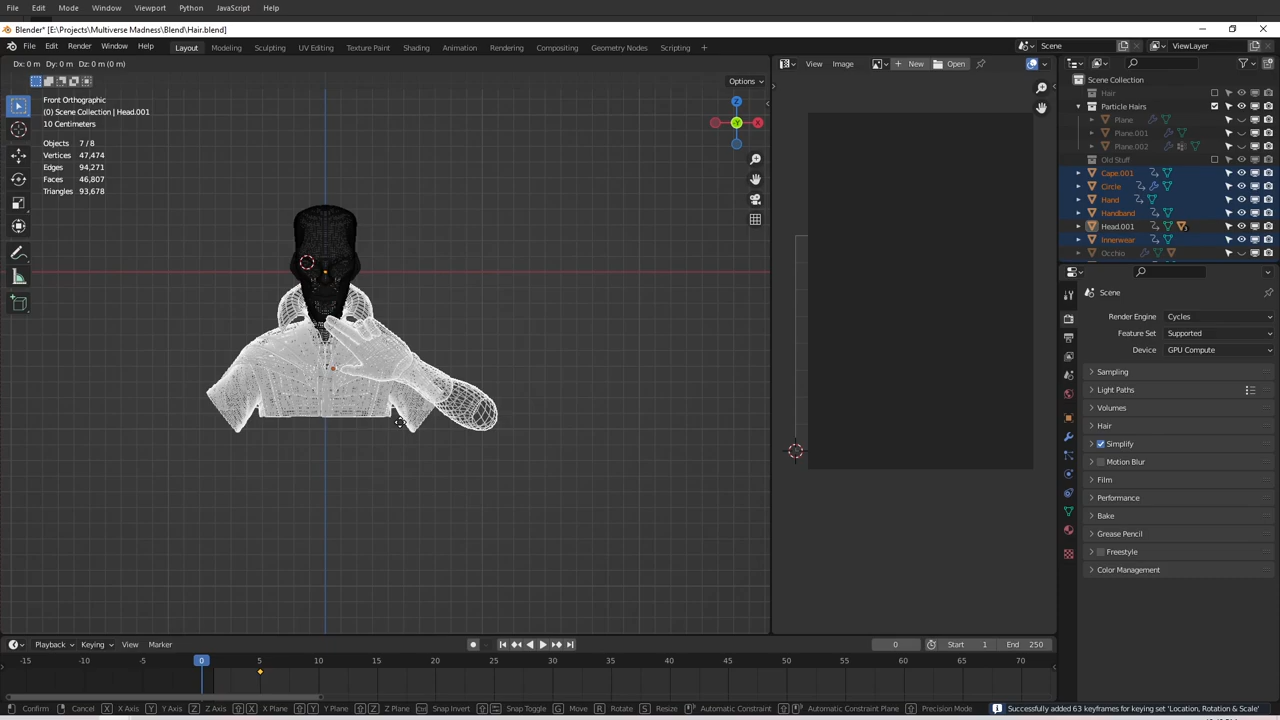 File Edit Mode Window Python JavaScript Help
Blender* [E:\Projects\Multiverse Madness\Blend\Hair.blend]
File Edit Render Window Help Layout Modeling Sculpting UV Editing Texture Paint Shading Animation Rendering Compositing Geometry Nodes Scripting + Scene ViewLayer
Dx: 0 m Dy: 0 m Dz: 0 m (0 m) View Image New Open
Options
Scene Collection
Front Orthographic
(0) Scene Collection | Head.001
10 Centimeters
Objects 7 / 8
Vertices 47,474
Edges 94,271
Faces 46,807
Triangles 93,678
Z
Y
X
Hair
Particle Hairs
Plane
Plane.001
Plane.002
Old Stuff
Cape.001
Circle
Hand
Handband
Head.001
Innerwear
Occhio
Scene
Render Engine Cycles
Feature Set Supported
Device GPU Compute
Sampling
Light Paths
Volumes
Hair
Simplify
Motion Blur
Film
Performance
Bake
Grease Pencil
Freestyle
Color Management
Playback Keying View Marker 0 Start 1 End 250
-15 -10 -5 0 5 10 15 20 25 30 35 40 45 50 55 60 65 70
Confirm Cancel X X Axis Y Y Axis Z Z Axis X X Plane Y Y Plane Z Z Plane Snap Invert Snap Toggle G Move R Rotate S Resize Automatic Constraint Automatic Constraint Plane Precision Mode Successfully added 63 keyframes for keying set 'Location, Rotation & Scale'